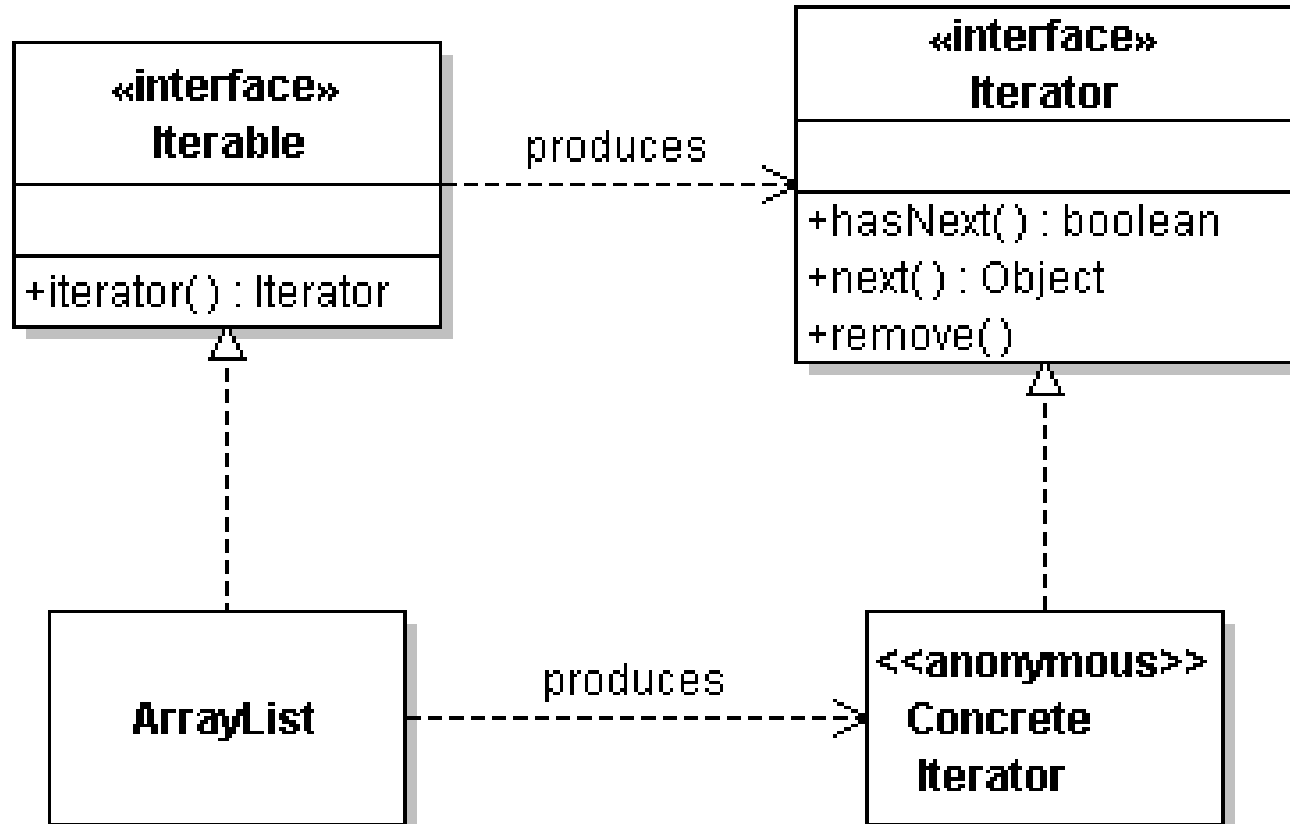 «interface»
Iterable
+iterator() : Iterator
produces
«interface»
Iterator
+hasNext() : boolean
+next() : Object
+remove()
ArrayList
produces
<<anonymous>>
Concrete
Iterator